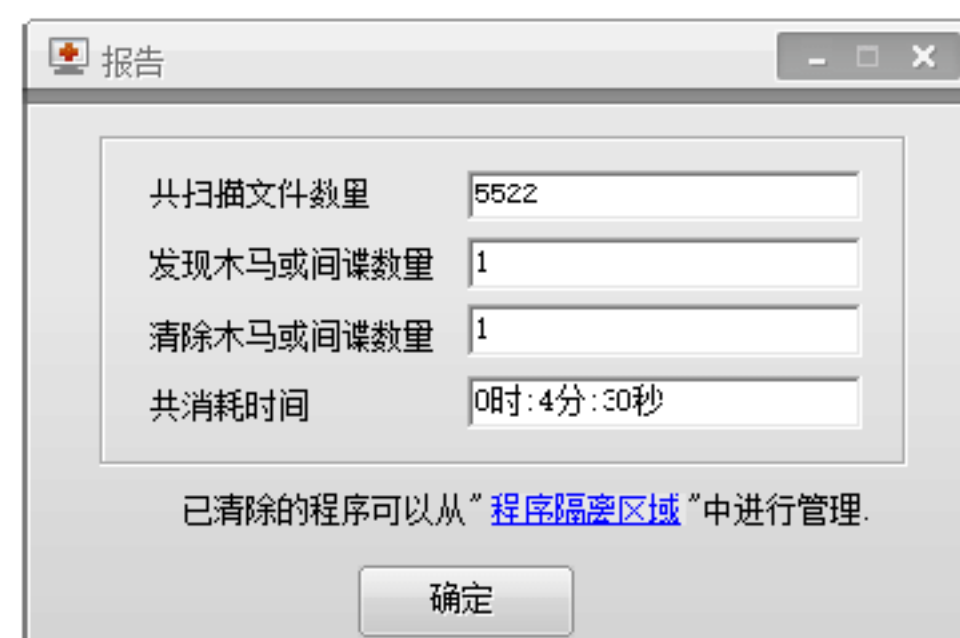 报告
共扫描文件数里 5522
发现木马或间谍数里 1
清除木马或间谍数里 1
共消耗时间 0时:4分:30秒
已清除的程序可以从"程序隔离区域"中进行管理.
确定